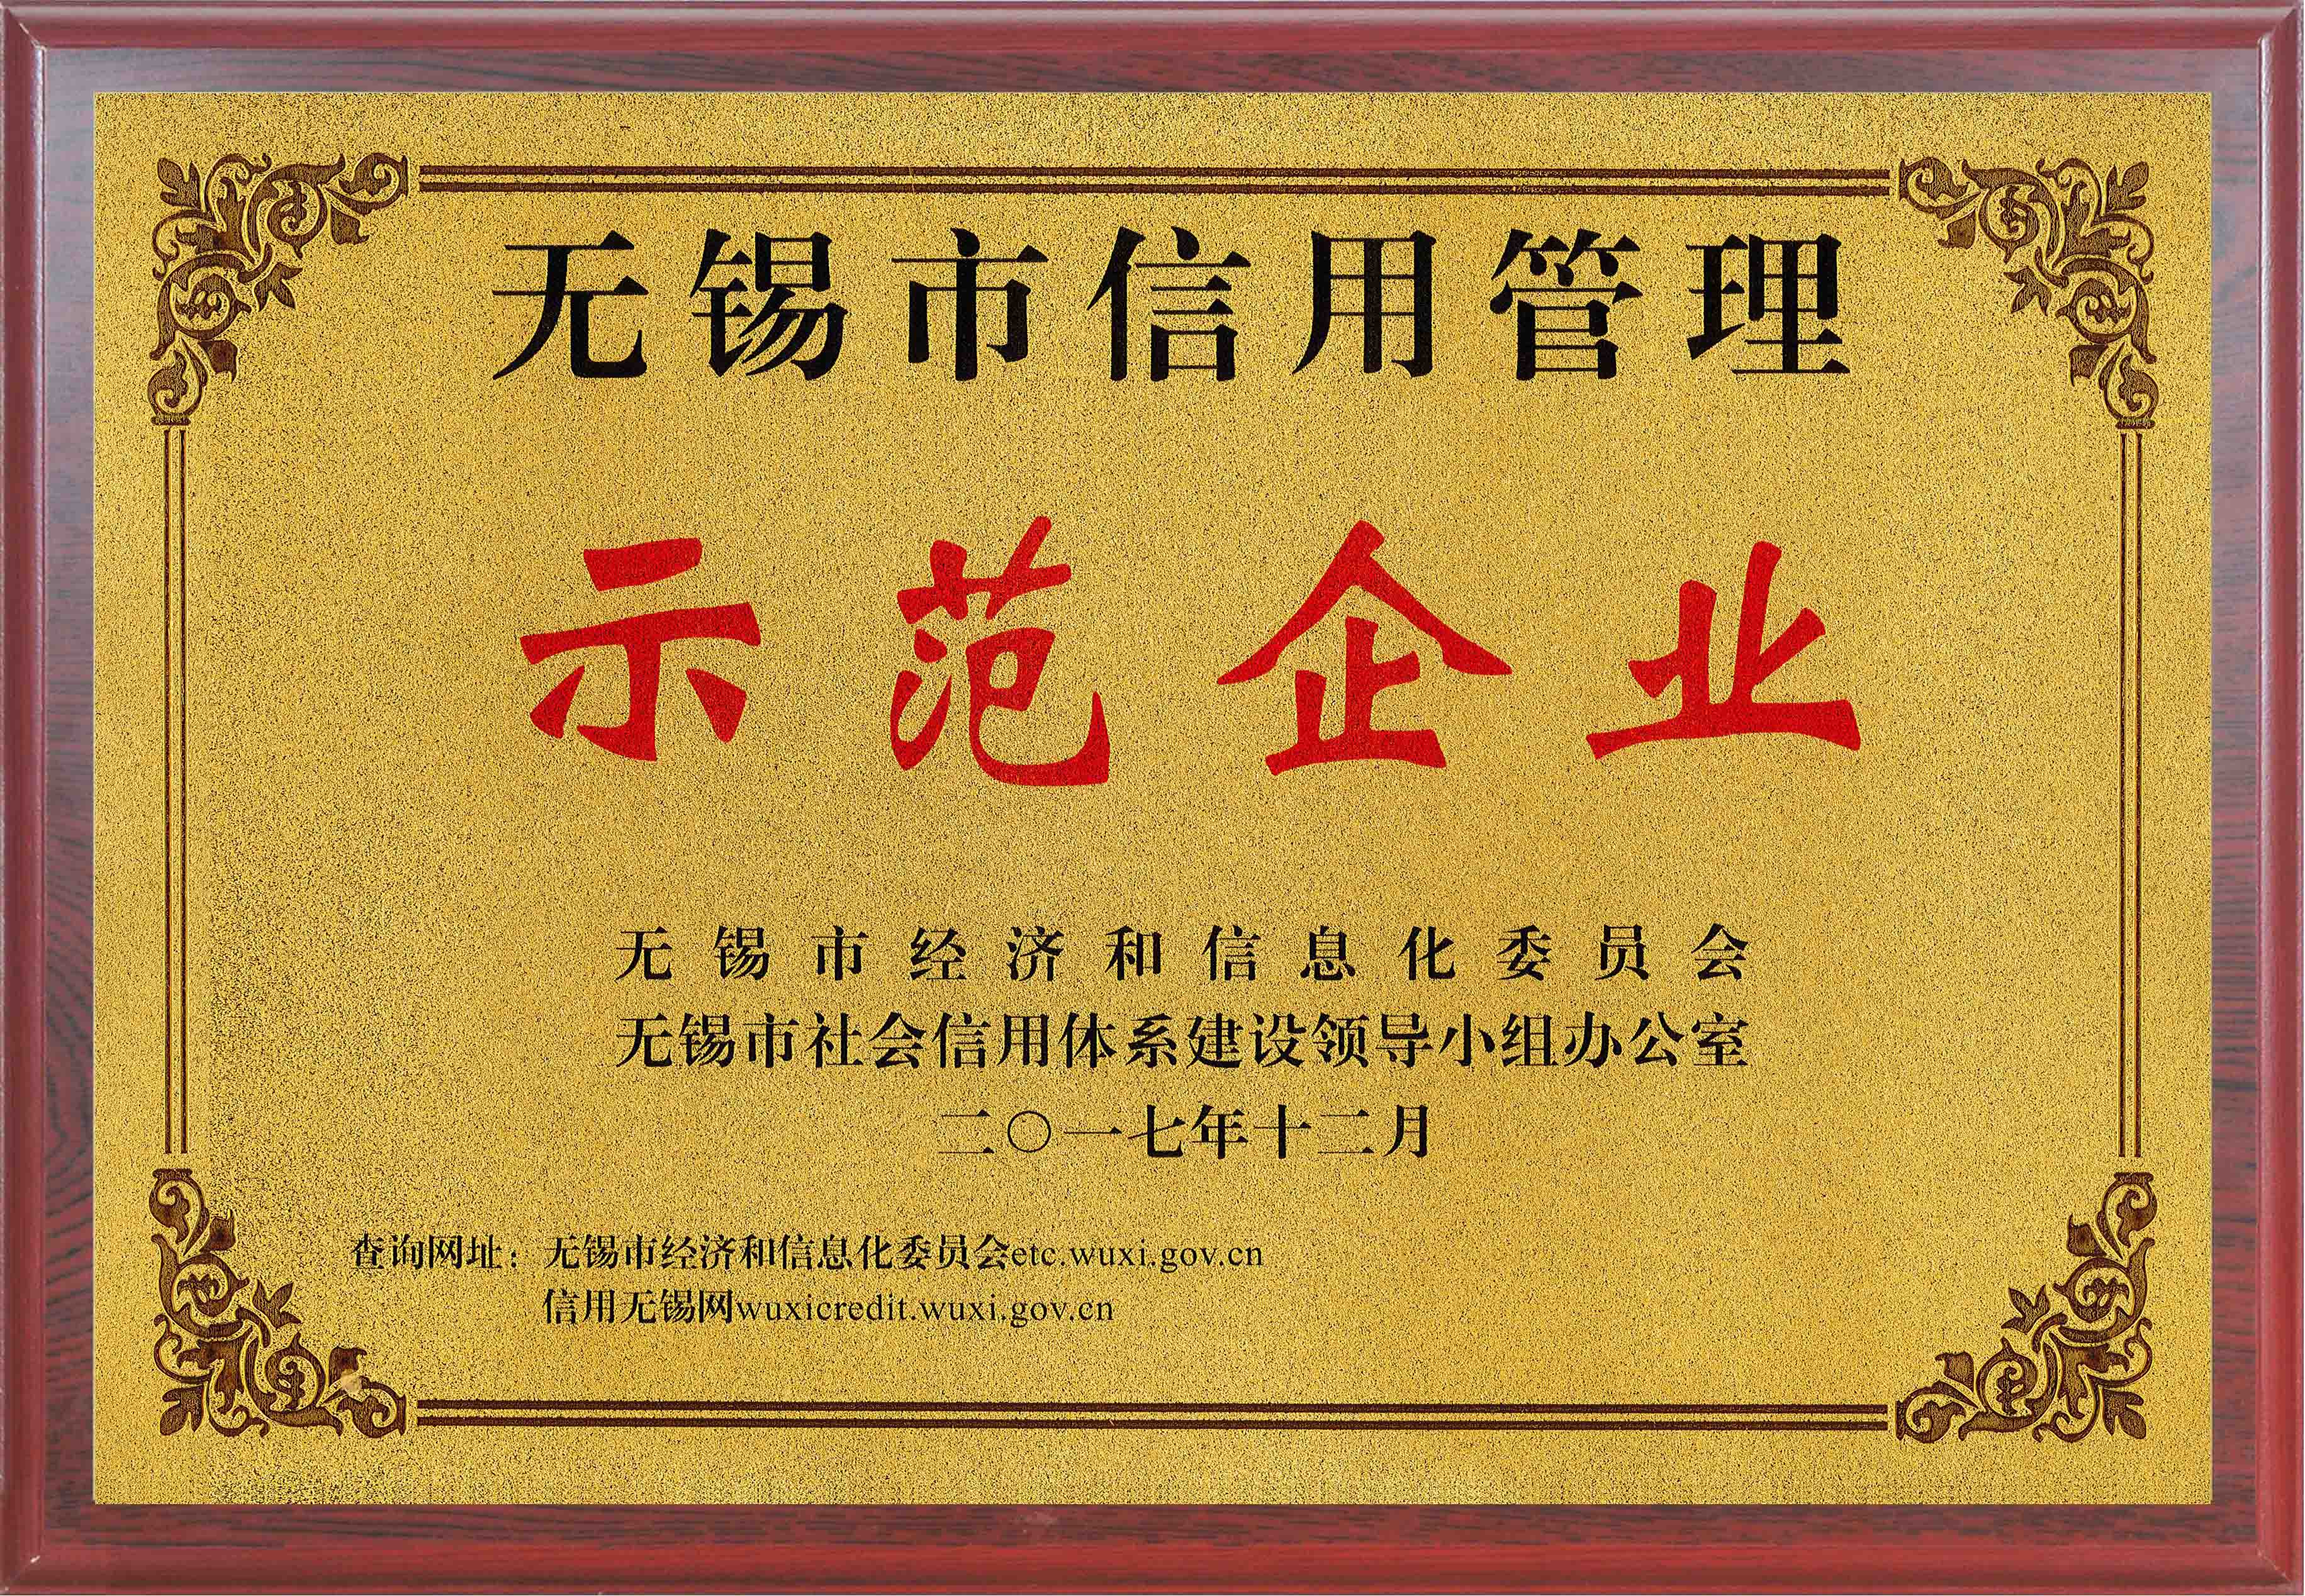 无锡市信用管理
示范企业
无锡市经济和信息化委员会
无锡市社会信用体系建设领导小组办公室
二〇一七年十二月
查询网址：无锡市经济和信息化委员会etc.wuxi.gov.cn
信用无锡网wuxicredit.wuxi.gov.cn